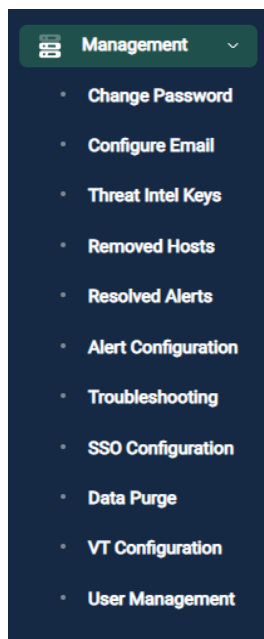 Management
Change Password
Configure Email
Threat Intel Keys
Removed Hosts
Resolved Alerts
Alert Configuration
Troubleshooting
SSO Configuration
Data Purge
VT Configuration
User Management